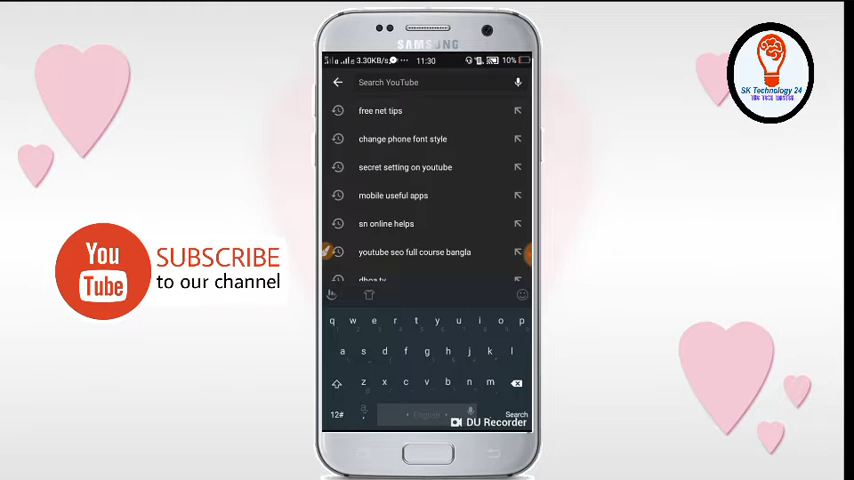 SAMSUNG
3.30KB/s
11:30
10%
Search YouTube
free net tips
change phone font style
secret setting on youtube
mobile useful apps
sn online helps
youtube seo full course bangla
q w e r t y u i o p
a s d f g h j k l
z x c v b n m
12#
Search
DU Recorder
You
Tube
SUBSCRIBE
to our channel
SK Technology 24